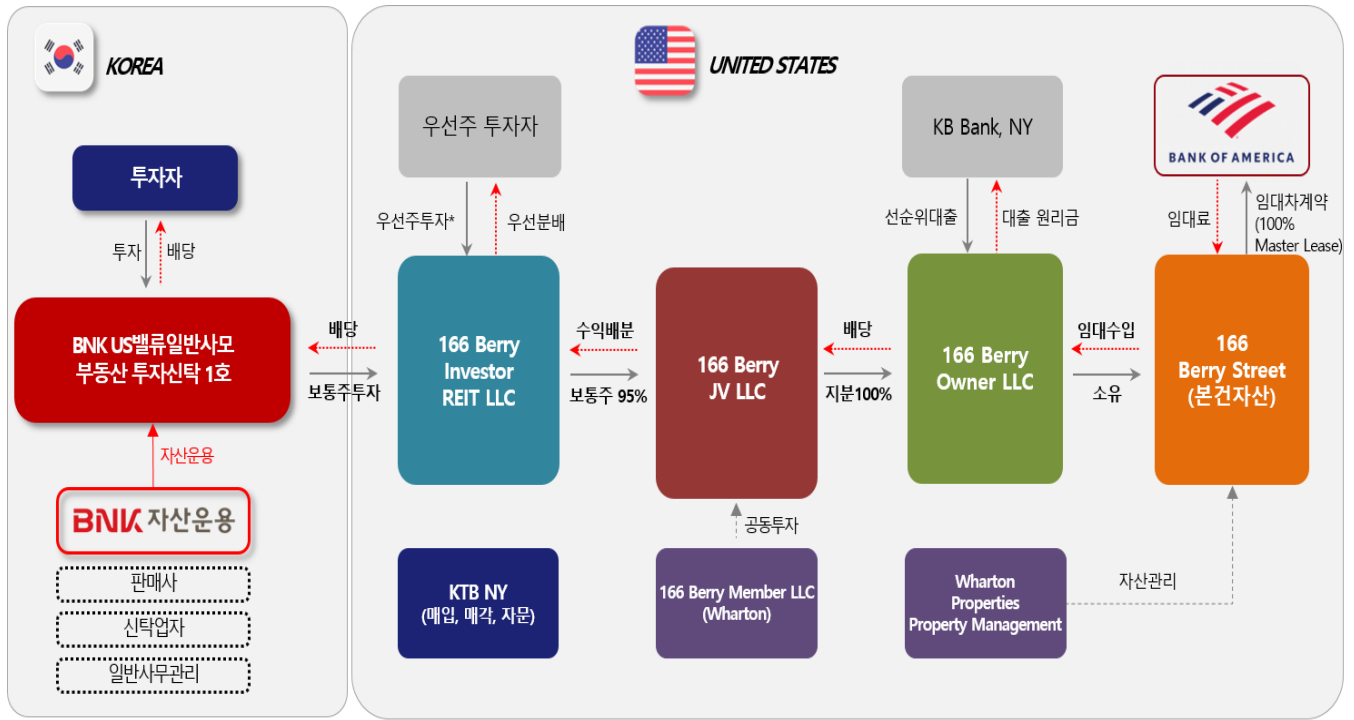 KOREA
UNITED STATES
투자자
투자
배당
BNK US밸류일반사모
부동산 투자신탁 1호
자산운용
BNK 자산운용
판매사
신탁업자
일반사무관리
배당
보통주투자
우선주 투자자
우선주투자*
우선분배
166 Berry
Investor
REIT LLC
KTB NY
(매입, 매각, 자문)
수익배분
보통주 95%
166 Berry
JV LLC
공동투자
166 Berry Member LLC
(Wharton)
배당
지분100%
KB Bank, NY
선순위대출
대출 원리금
166 Berry
Owner LLC
Wharton
Properties
Property Management
임대수입
소유
자산관리
BANK OF AMERICA
임대료
임대차계약
(100%
Master Lease)
166
Berry Street
(본건자산)